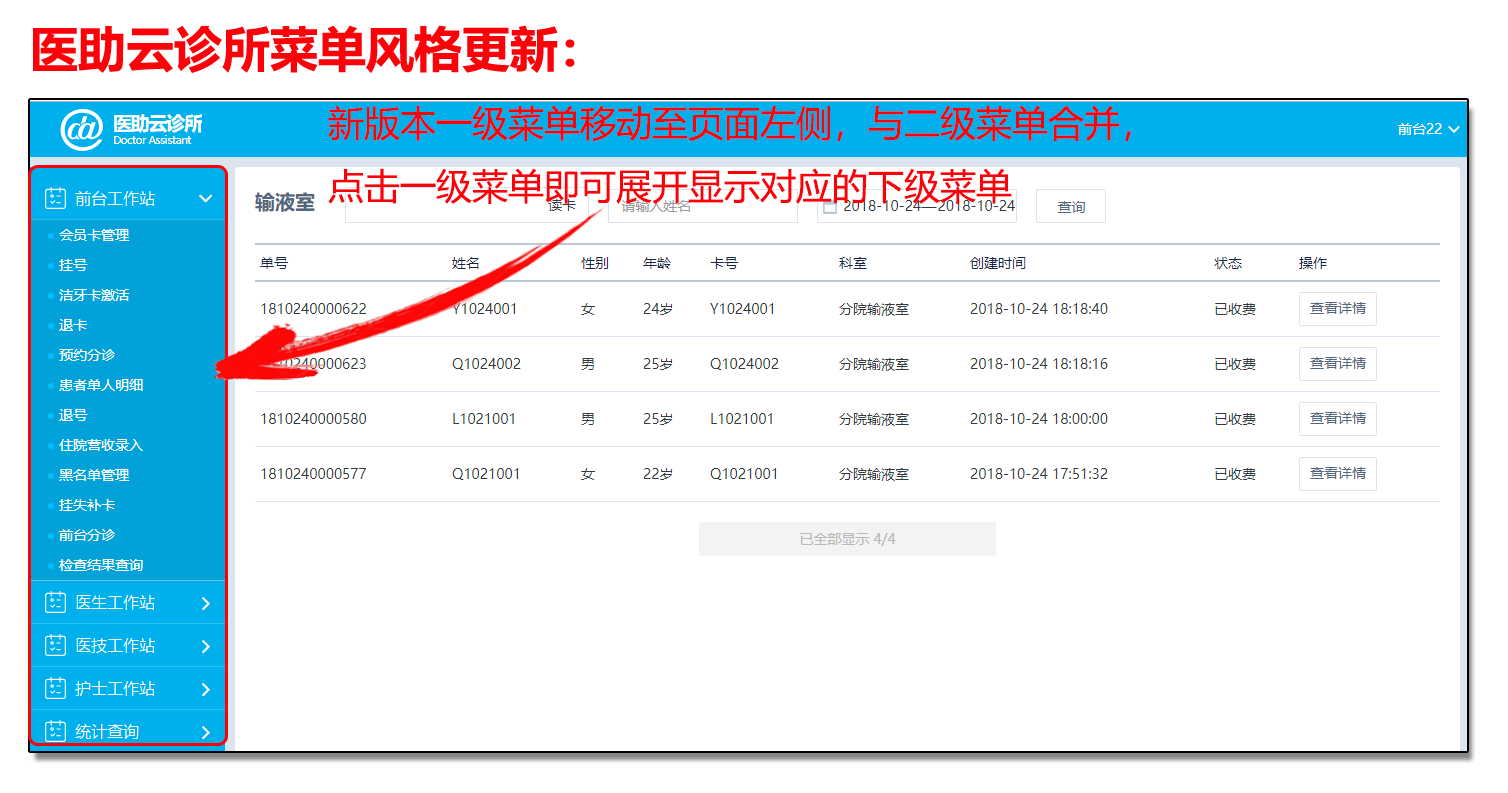 医助云诊所菜单风格更新：
医助云诊所
Doctor Assistant
新版本一级菜单移动至页面左侧，与二级菜单合并，
前台22
点击一级菜单即可展开显示对应的下级菜单
前台工作站
会员卡管理
挂号
洁牙卡激活
退卡
预约分诊
患者单人明细
退号
住院营收录入
黑名单管理
挂失补卡
前台分诊
检查结果查询
医生工作站
医技工作站
护士工作站
统计查询
输液室 读卡 请输入姓名 2018-10-24—2018-10-24 查询
单号 姓名 性别 年龄 卡号 科室 创建时间 状态 操作
1810240000622 Y1024001 女 24岁 Y1024001 分院输液室 2018-10-24 18:18:40 已收费 查看详情
0240000623 Q1024002 男 25岁 Q1024002 分院输液室 2018-10-24 18:18:16 已收费 查看详情
1810240000580 L1021001 男 25岁 L1021001 分院输液室 2018-10-24 18:00:00 已收费 查看详情
1810240000577 Q1021001 女 22岁 Q1021001 分院输液室 2018-10-24 17:51:32 已收费 查看详情
已全部显示 4/4